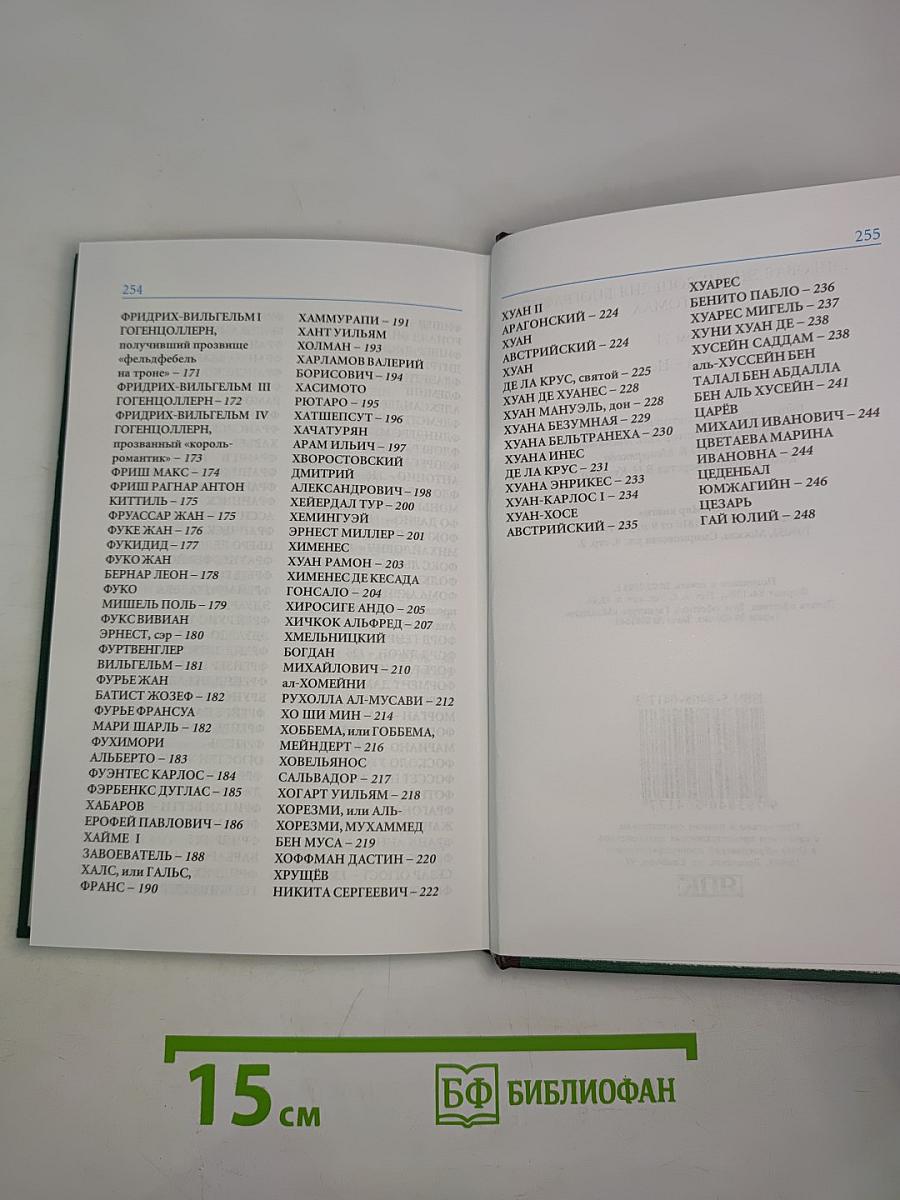 254
ФРИДРИХ-ВИЛЬГЕЛЬМ I
ГОГЕНЦОЛЛЕРН,
получивший прозвище
«фельдфебель
на троне» – 171
ФРИДРИХ-ВИЛЬГЕЛЬМ III
ГОГЕНЦОЛЛЕРН – 172
ФРИДРИХ-ВИЛЬГЕЛЬМ IV
ГОГЕНЦОЛЛЕРН,
прозванный «король-
романтик» – 173
ФРИШ МАКС – 174
ФРИШ РАГНАР АНТОН
КИТТИЛЬ – 175
ФРУАССАР ЖАН – 175
ФУКЕ ЖАН – 176
ФУКИДИД – 177
ФУКО ЖАН
БЕРНАР ЛЕОН – 178
ФУКО
МИШЕЛЬ ПОЛЬ – 179
ФУКС ВИВИАН
ЭРНЕСТ, сэр – 180
ФУРТВЕНГЛЕР
ВИЛЬГЕЛЬМ – 181
ФУРЬЕ ЖАН
БАТИСТ ЖОЗЕФ – 182
ФУРЬЕ ФРАНСУА
МАРИ ШАРЛЬ – 182
ФУХИМОРИ
АЛЬБЕРТО – 183
ФУЭНТЕС КАРЛОС – 184
ФЭРБЕНКС ДУГЛАС – 185
ХАБАРОВ
ЕРОФЕЙ ПАВЛОВИЧ – 186
ХАЙМЕ I
ЗАВОЕВАТЕЛЬ – 188
ХАЛС, или ГАЛЬС,
ФРАНС – 190
ХАММУРАПИ – 191
ХАНТ УИЛЬЯМ
ХОЛМАН – 193
ХАРЛАМОВ ВАЛЕРИЙ
БОРИСОВИЧ – 194
ХАСИМОТО
РЮТАРО – 195
ХАТШЕПСУТ – 196
ХАЧАТУРЯН
АРАМ ИЛЬИЧ – 197
ХВОРОСТОВСКИЙ
ДМИТРИЙ
АЛЕКСАНДРОВИЧ – 198
ХЕЙЕРДАЛ ТУР – 200
ХЕМИНГУЭЙ
ЭРНЕСТ МИЛЛЕР – 201
ХИМЕНЕС
ХУАН РАМОН – 203
ХИМЕНЕС ДЕ КЕСАДА
ГОНСАЛО – 204
ХИРОСИГЕ АНДО – 205
ХИЧКОК АЛЬФРЕД – 207
ХМЕЛЬНИЦКИЙ
БОГДАН
МИХАЙЛОВИЧ – 210
ал-ХОМЕЙНИ
РУХОЛЛА АЛ-МУСАВИ – 212
ХО ШИ МИН – 214
ХОББЕМА, или ГОББЕМА,
МЕЙНДЕРТ – 216
ХОВЕЛЬЯНОС
САЛЬВАДОР – 217
ХОГАРТ УИЛЬЯМ – 218
ХОРЕЗМИ, или АЛЬ-
ХОРЕЗМИ, МУХАММЕД
БЕН МУСА – 219
ХОФФМАН ДАСТИН – 220
ХРУЩЁВ
НИКИТА СЕРГЕЕВИЧ – 222
255
ХУАН II
АРАГОНСКИЙ – 224
ХУАН
АВСТРИЙСКИЙ – 224
ХУАН
ДЕ ЛА КРУС, святой – 225
ХУАН ДЕ ХУАНЕС – 228
ХУАН МАНУЭЛЬ, дон – 228
ХУАНА БЕЗУМНАЯ – 229
ХУАНА БЕЛЬТРАНЕХА – 230
ХУАНА ИНЕС
ДЕ ЛА КРУС – 231
ХУАНА ЭНРИКЕС – 233
ХУАН-КАРЛОС I – 234
ХУАН-ХОСЕ
АВСТРИЙСКИЙ – 235
ХУАРЕС
БЕНИТО ПАБЛО – 236
ХУАРЕС МИГЕЛЬ – 237
ХУНИ ХУАН ДЕ – 238
ХУСЕЙН САДДАМ – 238
аль-ХУССЕЙН БЕН
ТАЛАЛ БЕН АБДАЛЛА
БЕН АЛЬ ХУСЕЙН – 241
ЦАРЁВ
МИХАИЛ ИВАНОВИЧ – 244
ЦВЕТАЕВА МАРИНА
ИВАНОВНА – 244
ЦЕДЕНБАЛ
ЮМЖАГИЙН – 246
ЦЕЗАРЬ
ГАЙ ЮЛИЙ – 248
15 см
БФ БИБЛИОФАН